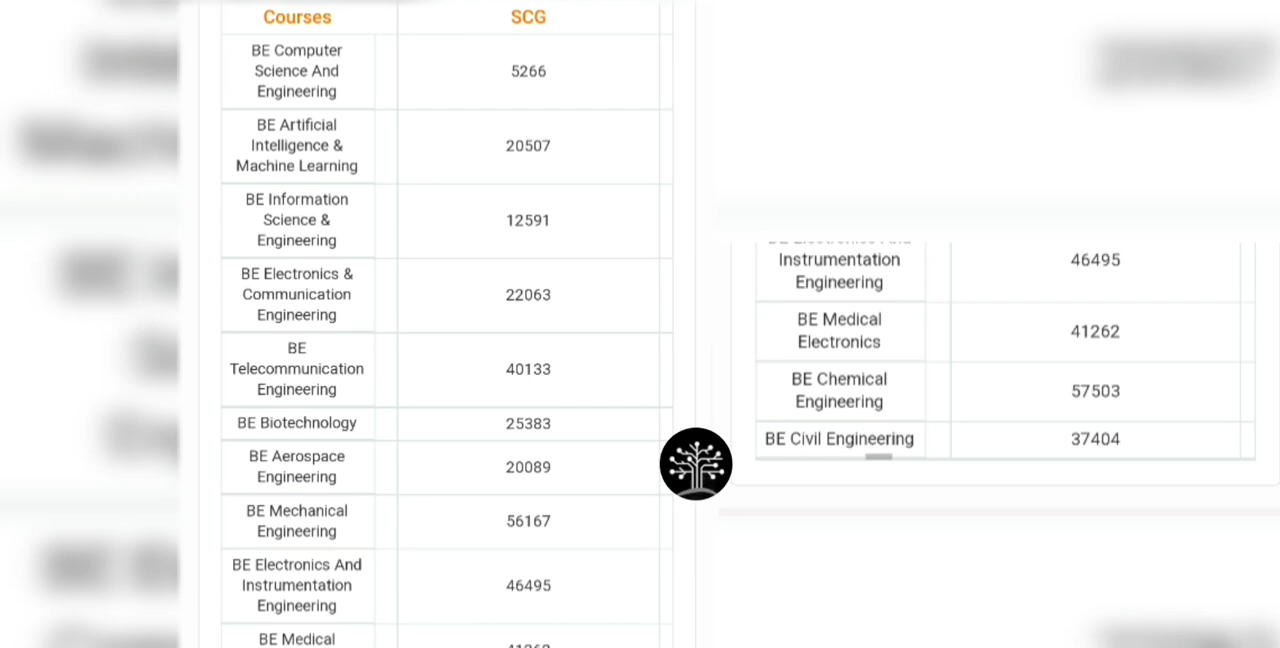 Courses SCG
BE Computer
Science And
Engineering
5266
BE Artificial
Intelligence &
Machine Learning
20507
BE Information
Science &
Engineering
12591
BE Electronics &
Communication
Engineering
22063
BE
Telecommunication
Engineering
40133
BE Biotechnology 25383
BE Aerospace
Engineering
20089
BE Mechanical
Engineering
56167
BE Electronics And
Instrumentation
Engineering
46495
BE Medical
Instrumentation
Engineering
46495
BE Medical
Electronics
41262
BE Chemical
Engineering
57503
BE Civil Engineering 37404